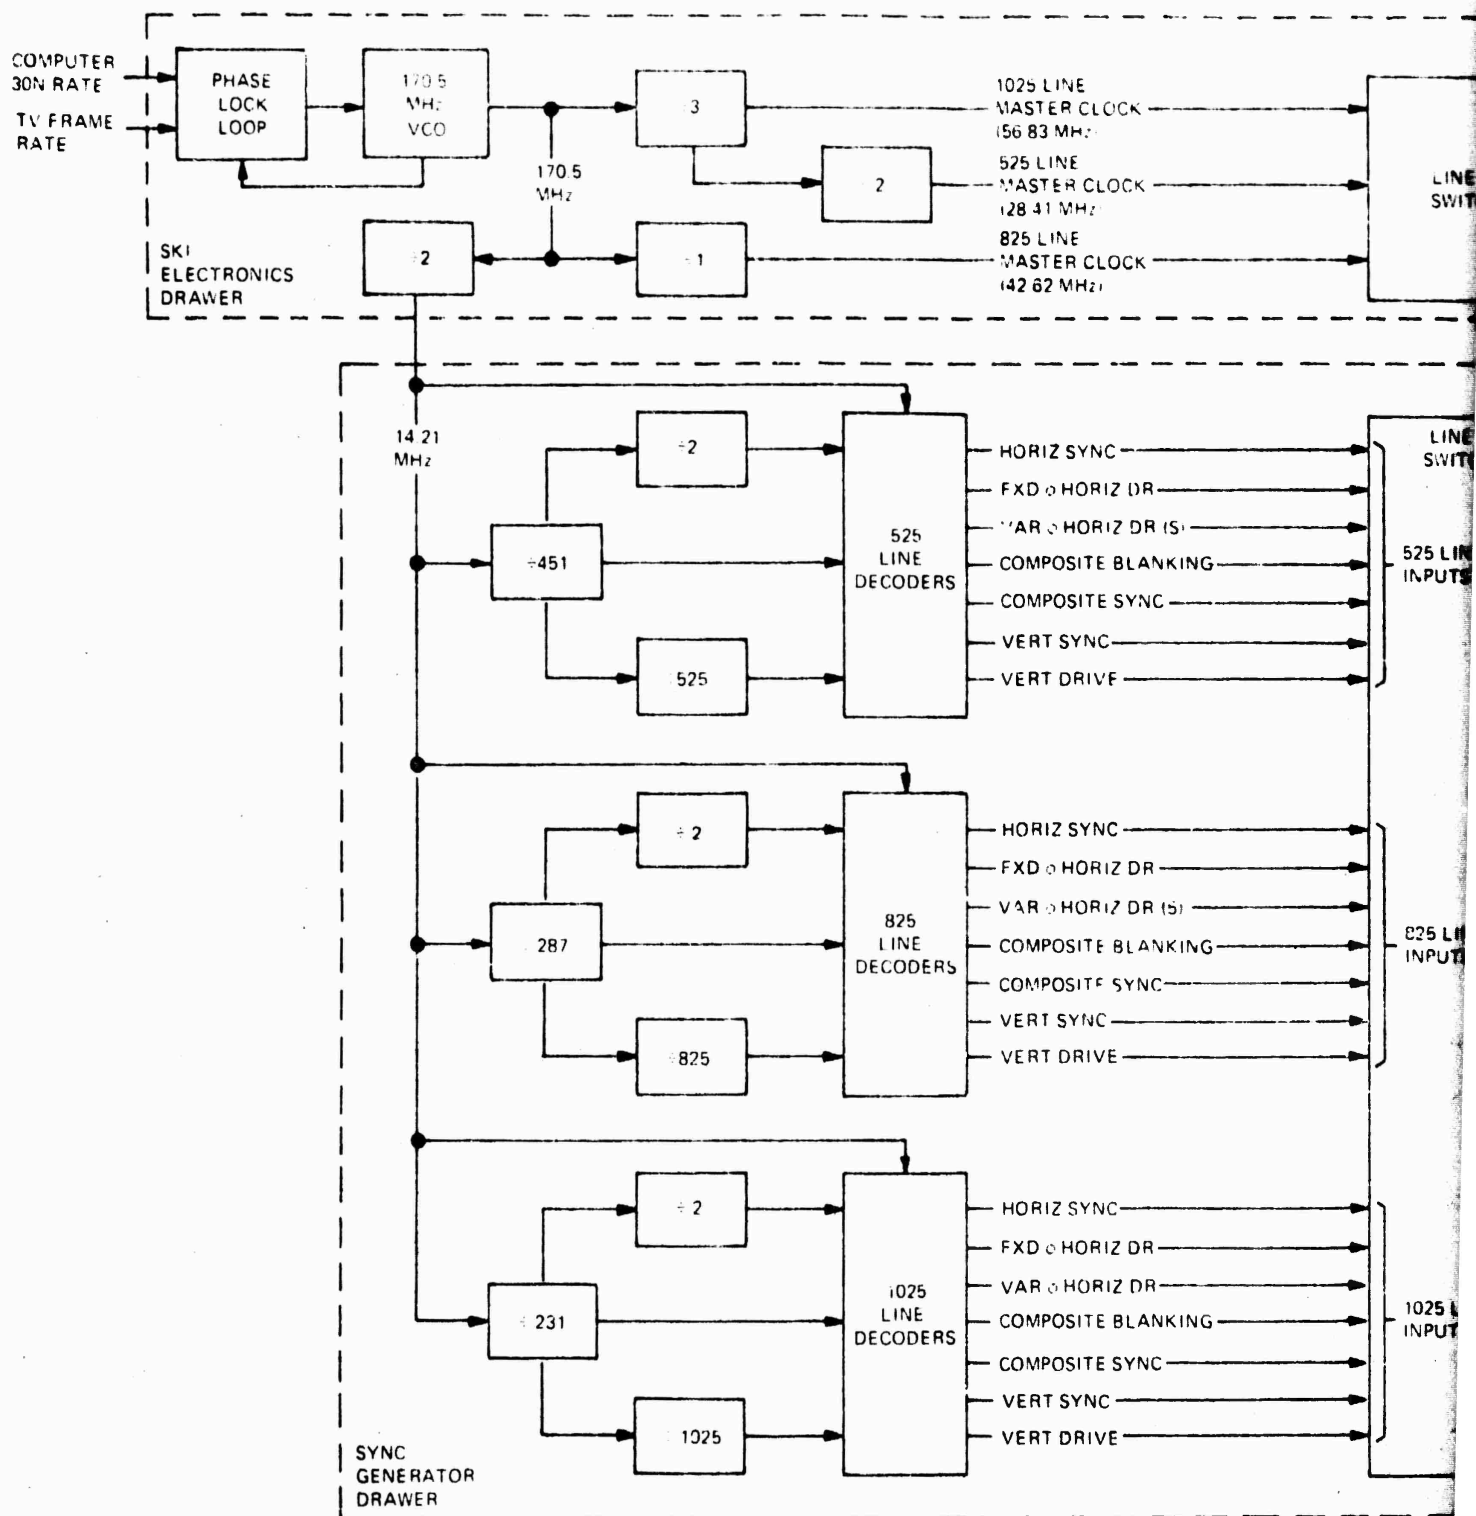 COMPUTER
30N RATE
TV FRAME
RATE
PHASE
LOCK
LOOP
170.5
MHz
VCO
170.5
MHz
3
2
2
1
1025 LINE
MASTER CLOCK
(56.83 MHz)
525 LINE
MASTER CLOCK
(28.41 MHz)
825 LINE
MASTER CLOCK
(42.62 MHz)
LINE
SKI
ELECTRONICS
DRAWER
14.21
MHz
÷2
÷451
525
525
LINE
DECODERS
HORIZ SYNC
FXD φ HORIZ DR
VAR φ HORIZ DR (S)
COMPOSITE BLANKING
COMPOSITE SYNC
VERT SYNC
VERT DRIVE
LINE
525
INPUTS
÷2
287
÷825
825
LINE
DECODERS
HORIZ SYNC
FXD φ HORIZ DR
VAR φ HORIZ DR (S)
COMPOSITE BLANKING
COMPOSITE SYNC
VERT SYNC
VERT DRIVE
825
÷2
÷231
1025
1025
LINE
DECODERS
HORIZ SYNC
FXD φ HORIZ DR
VAR φ HORIZ DR
COMPOSITE BLANKING
COMPOSITE SYNC
VERT SYNC
VERT DRIVE
1025
SYNC
GENERATOR
DRAWER